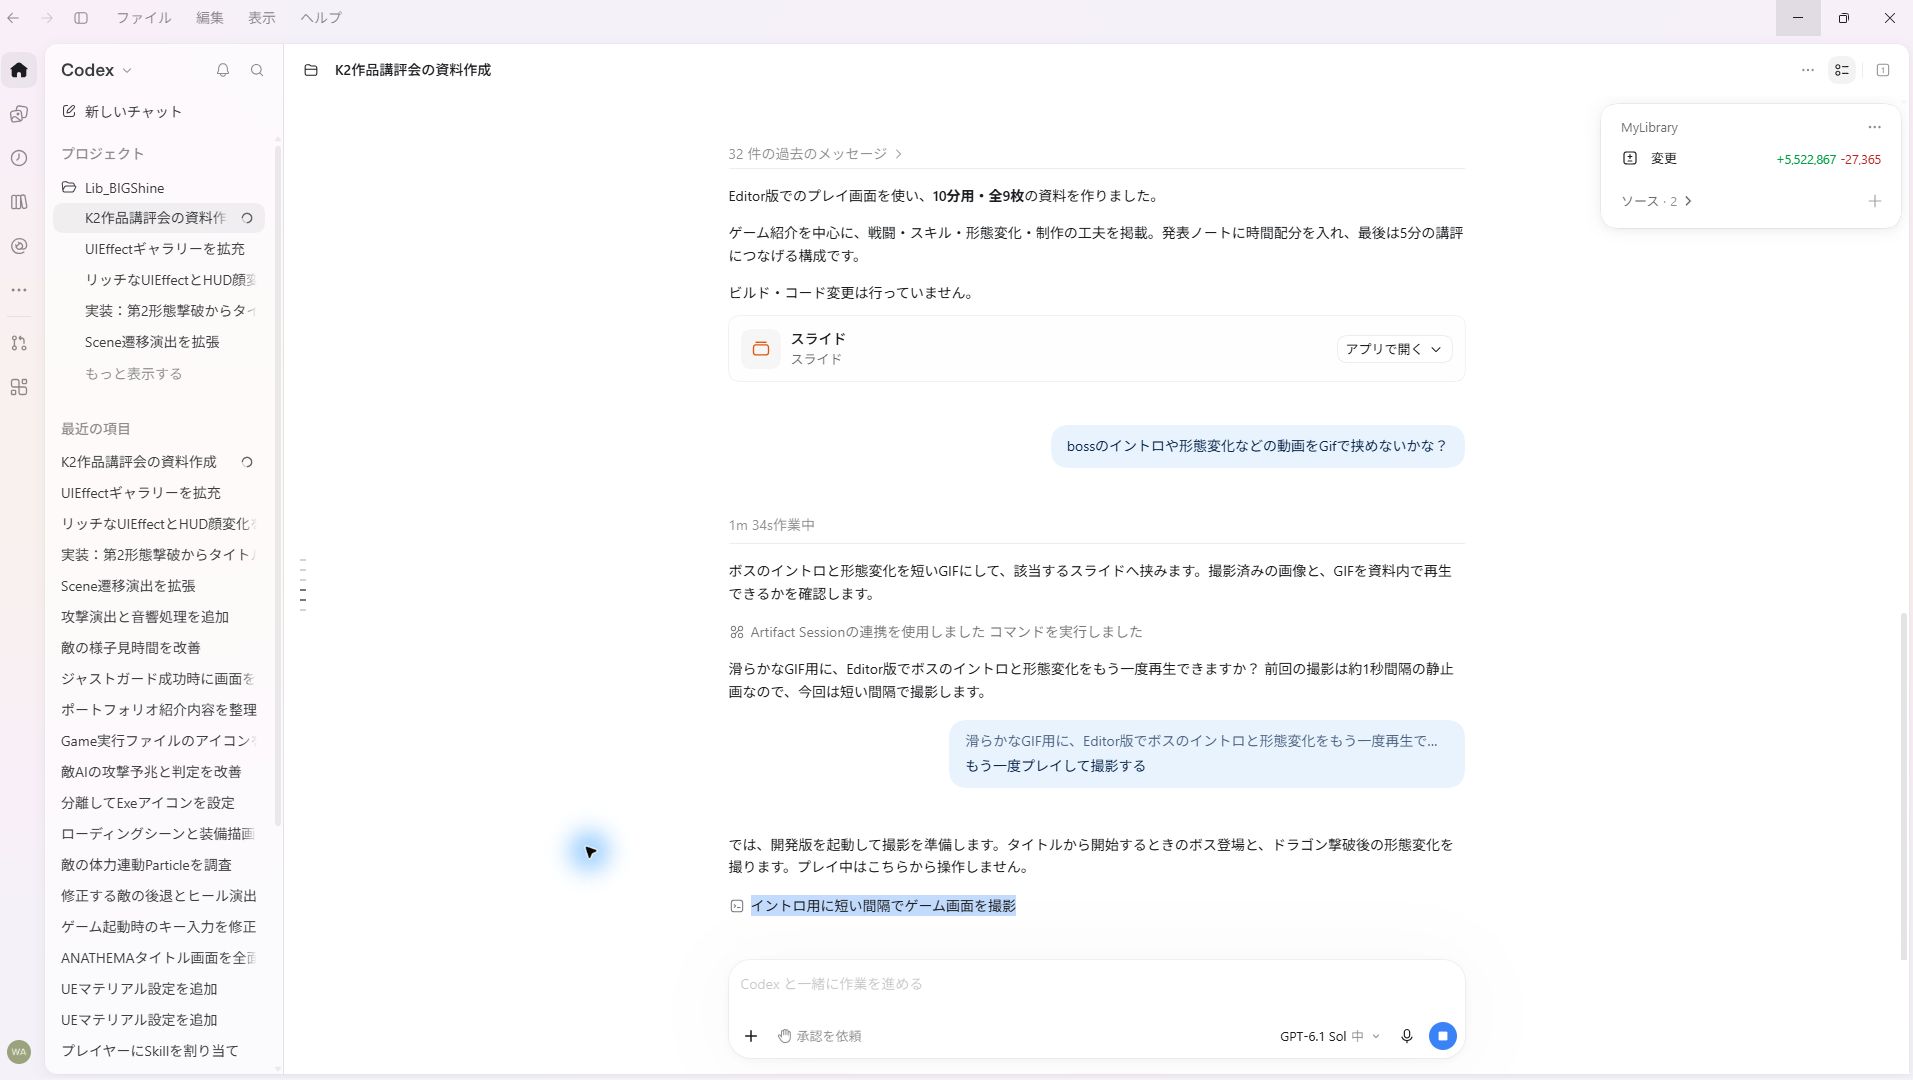 ファイル 編集 表示 ヘルプ
Codex
新しいチャット
プロジェクト
Lib_BIGShine
K2作品講評会の資料作
UIEffectギャラリーを拡充
リッチなUIEffectとHUD顔変
実装：第2形態撃破からタイ
Scene遷移演出を拡張
もっと表示する
最近の項目
K2作品講評会の資料作成
UIEffectギャラリーを拡充
リッチなUIEffectとHUD顔変化を
実装：第2形態撃破からタイトル
Scene遷移演出を拡張
攻撃演出と音響処理を追加
敵の様子見時間を改善
ジャストガード成功時に画面を
ポートフォリオ紹介内容を整理
Game実行ファイルのアイコンを
敵AIの攻撃予兆と判定を改善
分離してExeアイコンを設定
ローディングシーンと装備描画
敵の体力連動Particleを調査
修正する敵の後退とヒール演出
ゲーム起動時のキー入力を修正
ANATHEMAタイトル画面を全面
UEマテリアル設定を追加
UEマテリアル設定を追加
プレイヤーにSkillを割り当て
WA
K2作品講評会の資料作成
32 件の過去のメッセージ
Editor版でのプレイ画面を使い、10分用・全9枚の資料を作りました。
ゲーム紹介を中心に、戦闘・スキル・形態変化・制作の工夫を掲載。発表ノートに時間配分を入れ、最後は5分の講評
につなげる構成です。
ビルド・コード変更は行っていません。
スライド
スライド
アプリで開く
bossのイントロや形態変化などの動画をGifで挟めないかな？
1m 34s作業中
ボスのイントロと形態変化を短いGIFにして、該当するスライドへ挟みます。撮影済みの画像と、GIFを資料内で再生
できるかを確認します。
Artifact Sessionの連携を使用しました コマンドを実行しました
滑らかなGIF用に、Editor版でボスのイントロと形態変化をもう一度再生できますか？ 前回の撮影は約1秒間隔の静止
画なので、今回は短い間隔で撮影します。
滑らかなGIF用に、Editor版でボスのイントロと形態変化をもう一度再生で...
もう一度プレイして撮影する
では、開発版を起動して撮影を準備します。タイトルから開始するときのボス登場と、ドラゴン撃破後の形態変化を
撮ります。プレイ中はこちらから操作しません。
イントロ用に短い間隔でゲーム画面を撮影
Codex と一緒に作業を進める
承認を依頼
GPT-6.1 Sol 中
1
MyLibrary
変更 +5,522,867 -27,365
ソース · 2